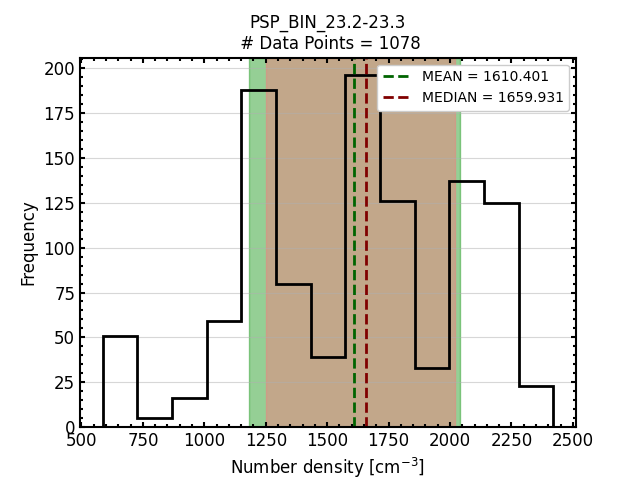 PSP_BIN_23.2-23.3
# Data Points = 1078
MEAN = 1610.401
MEDIAN = 1659.931
Frequency
200
175
150
125
100
75
50
25
0
500 750 1000 1250 1500 1750 2000 2250 2500
Number density [cm⁻³]